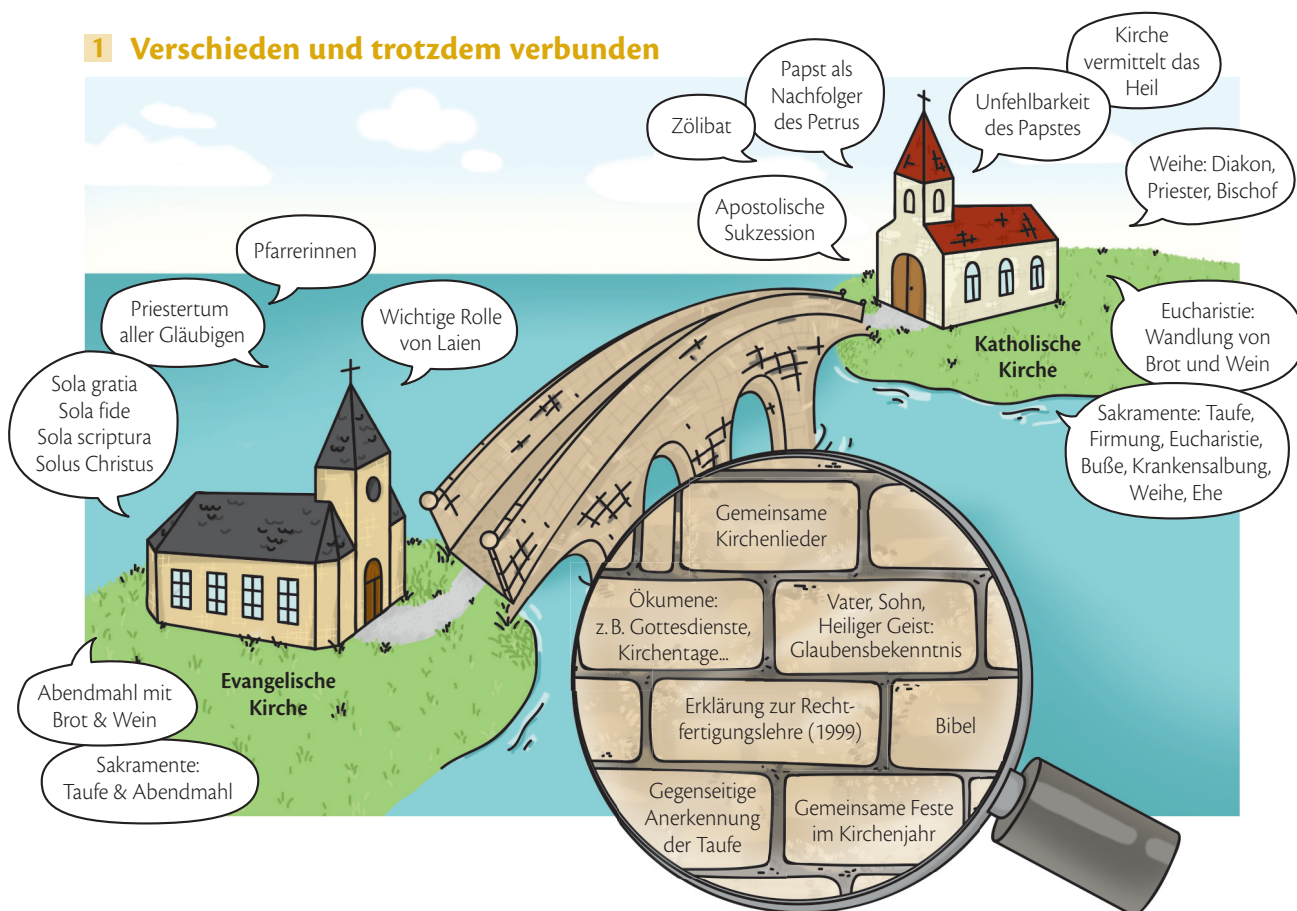 1 Verschieden und trotzdem verbunden
Kirche
vermittelt das
Heil
Papst als
Nachfolger
des Petrus
Unfehlbarkeit
des Papstes
Zölibat
Weihe: Diakon,
Priester, Bischof
Apostolische
Sukzession
Pfarrerinnen
Priestertum
aller Gläubigen
Wichtige Rolle
von Laien
Eucharistie:
Wandlung von
Brot und Wein
Katholische
Kirche
Sola gratia
Sola fide
Sola scriptura
Solus Christus
Sakramente: Taufe,
Firmung, Eucharistie,
Buße, Krankensalbung,
Weihe, Ehe
Gemeinsame
Kirchenlieder
Ökumene:
z. B. Gottesdienste,
Kirchentage...
Vater, Sohn,
Heiliger Geist:
Glaubensbekenntnis
Evangelische
Kirche
Abendmahl mit
Brot & Wein
Erklärung zur Recht-
fertigungslehre (1999)
Bibel
Sakramente:
Taufe & Abendmahl
Gegenseitige
Anerkennung
der Taufe
Gemeinsame Feste
im Kirchenjahr